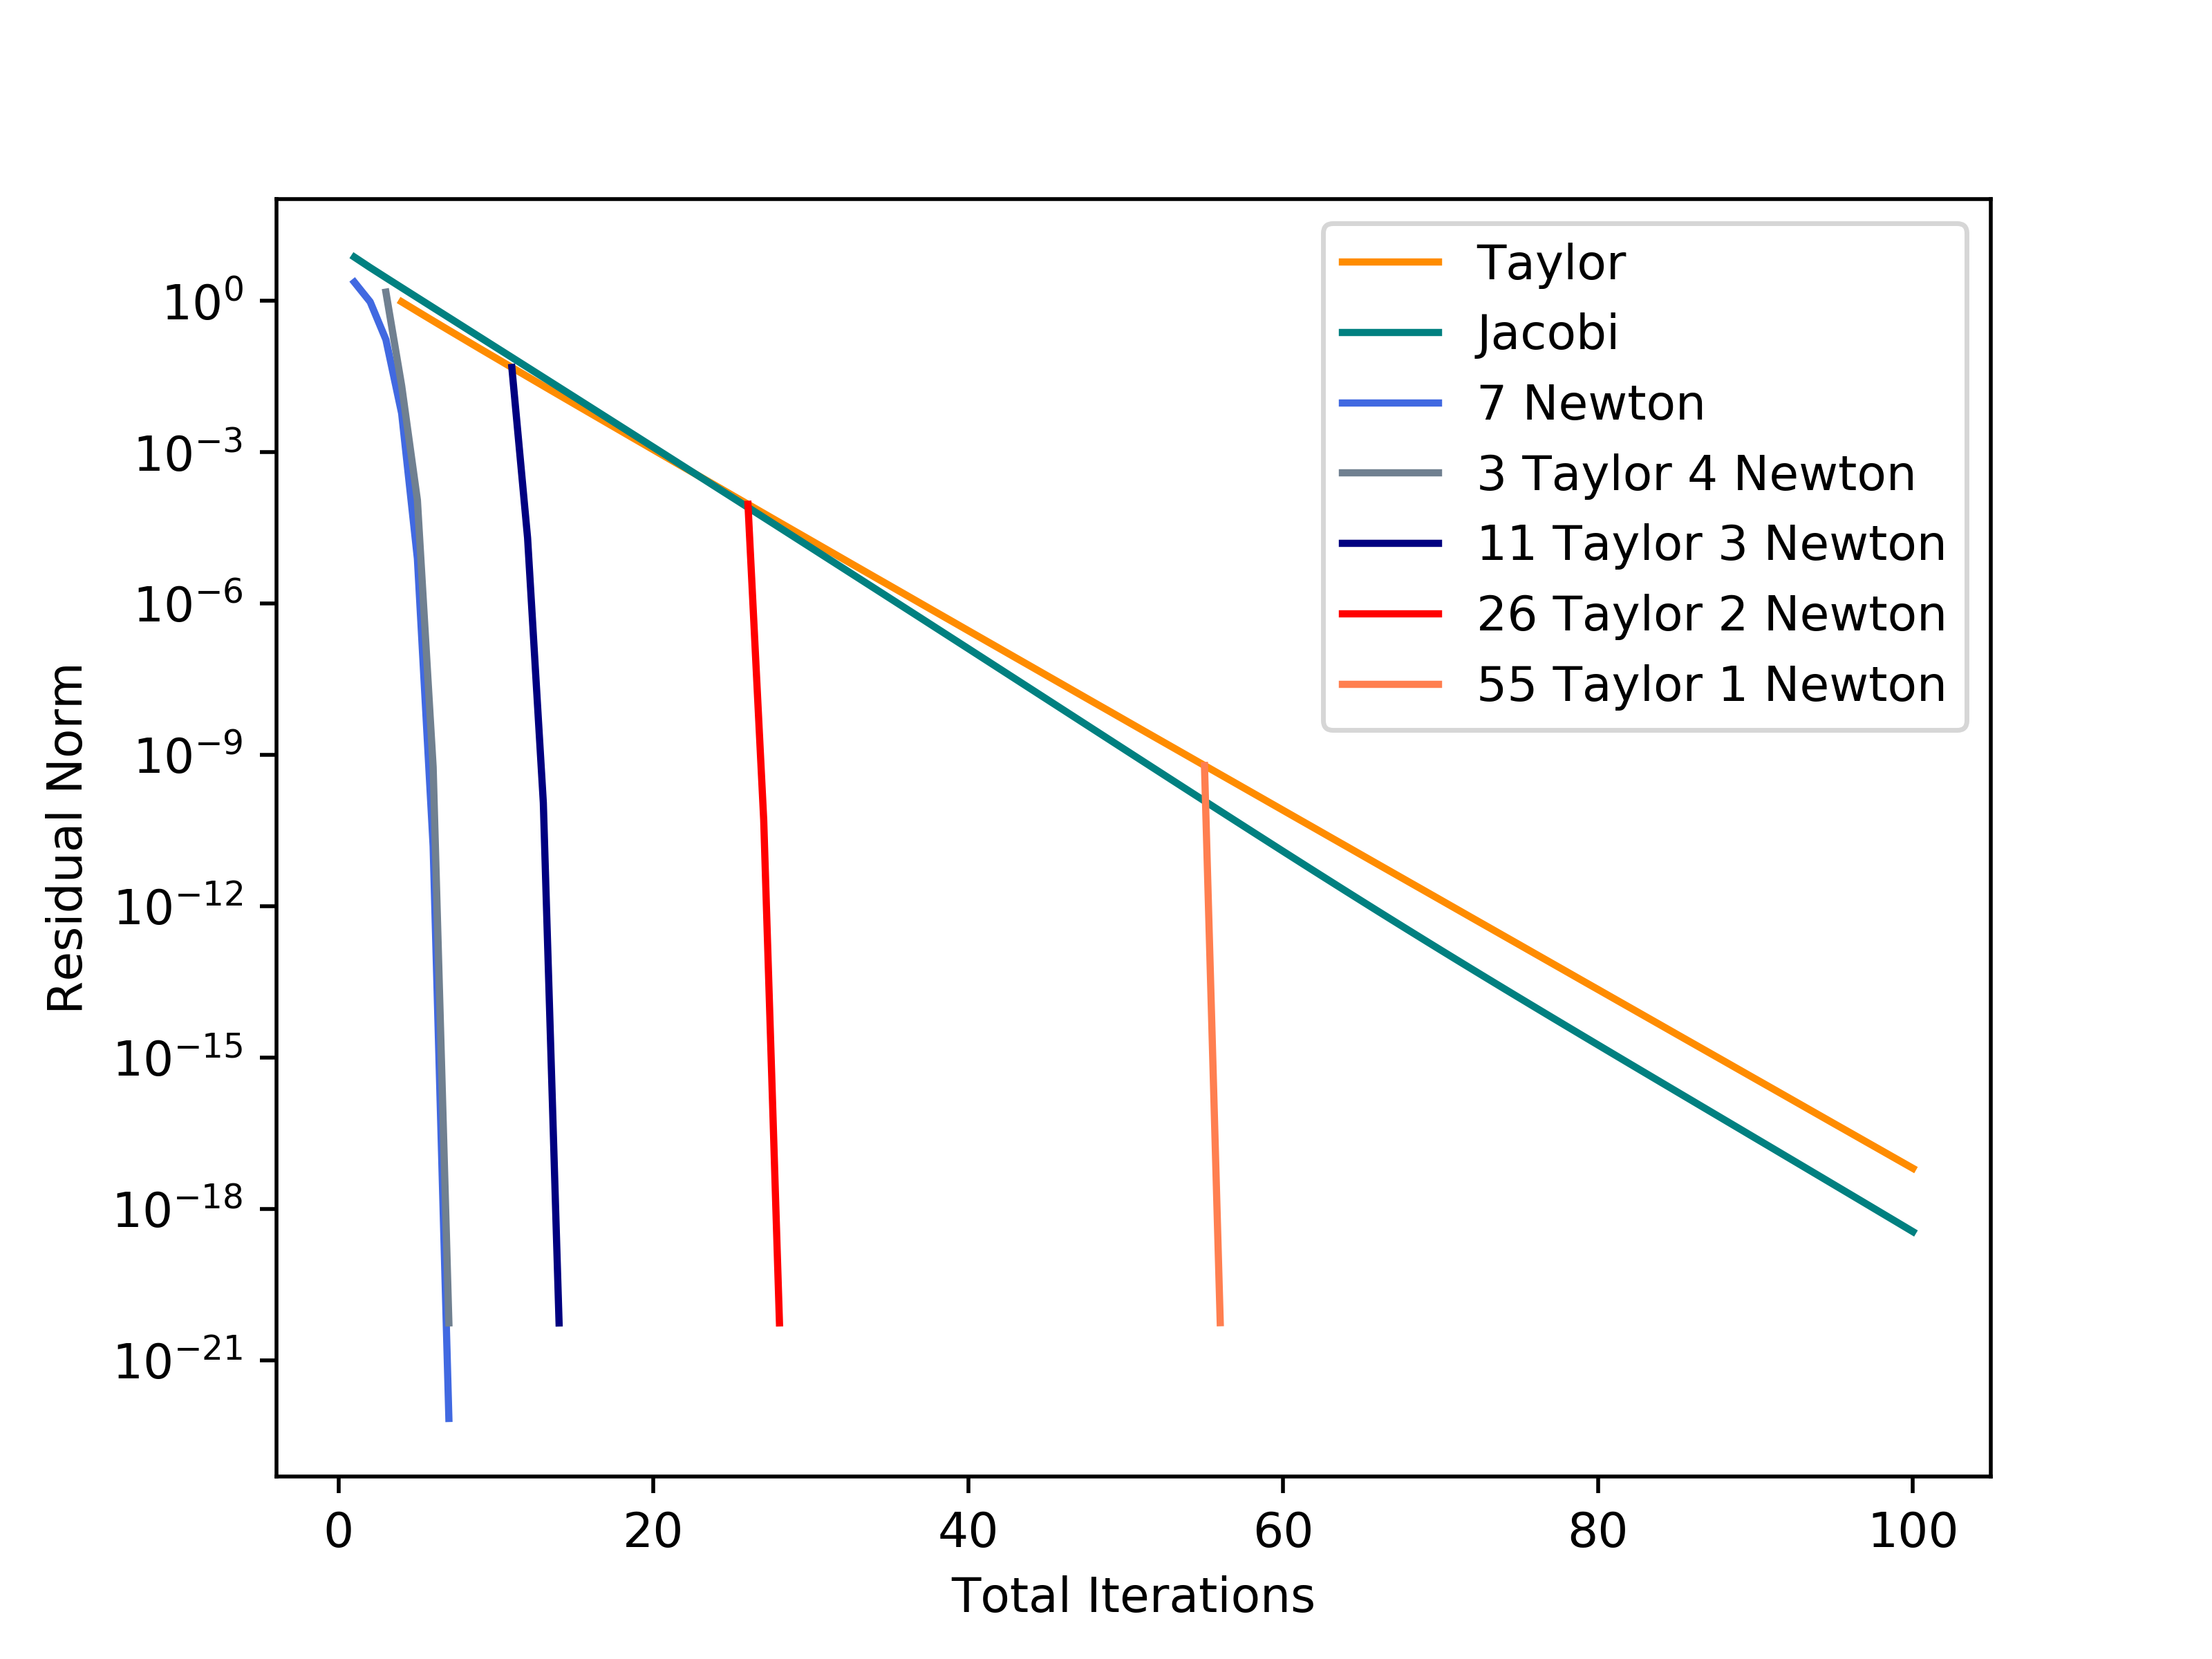 Taylor
Jacobi
7 Newton
3 Taylor 4 Newton
11 Taylor 3 Newton
26 Taylor 2 Newton
55 Taylor 1 Newton
Residual Norm
10⁰
10⁻³
10⁻⁶
10⁻⁹
10⁻¹²
10⁻¹⁵
10⁻¹⁸
10⁻²¹
0 20 40 60 80 100
Total Iterations